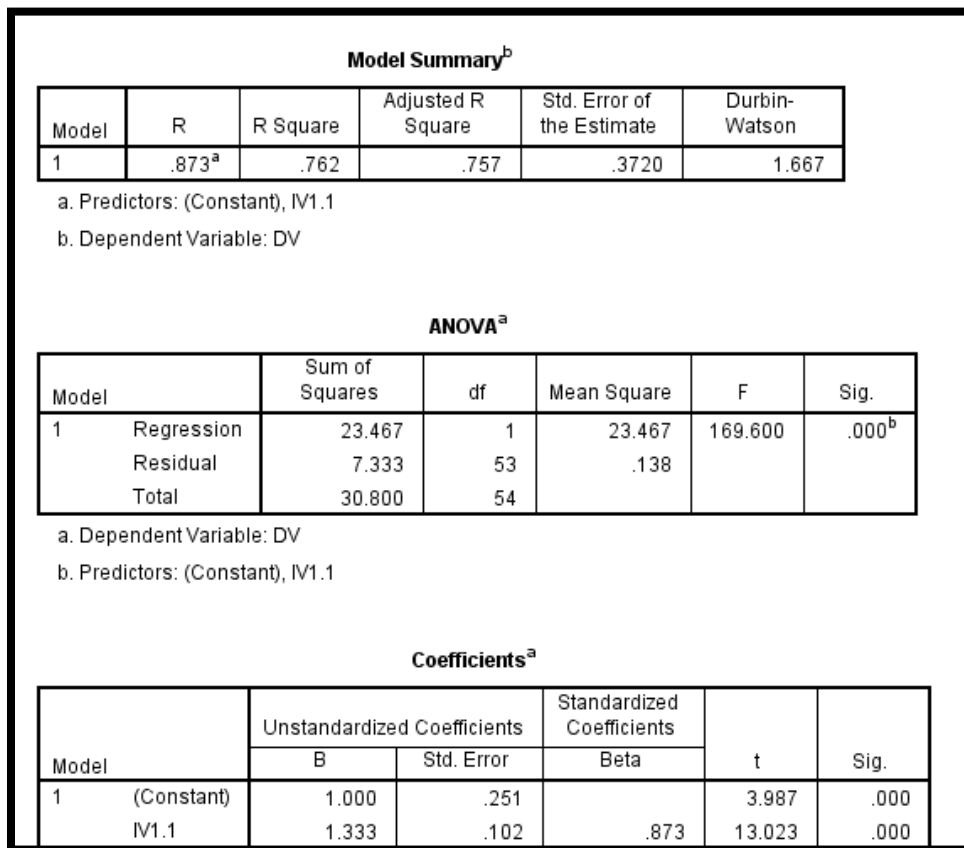 Model Summaryb
Model R R Square Adjusted R Square Std. Error of the Estimate Durbin-Watson
1 .873a .762 .757 .3720 1.667
a. Predictors: (Constant), IV1.1
b. Dependent Variable: DV
ANOVAa
Model Sum of Squares df Mean Square F Sig.
1 Regression 23.467 1 23.467 169.600 .000b
Residual 7.333 53 .138
Total 30.800 54
a. Dependent Variable: DV
b. Predictors: (Constant), IV1.1
Coefficientsa
Model Unstandardized Coefficients Standardized Coefficients t Sig.
B Std. Error Beta
1 (Constant) 1.000 .251 3.987 .000
IV1.1 1.333 .102 .873 13.023 .000